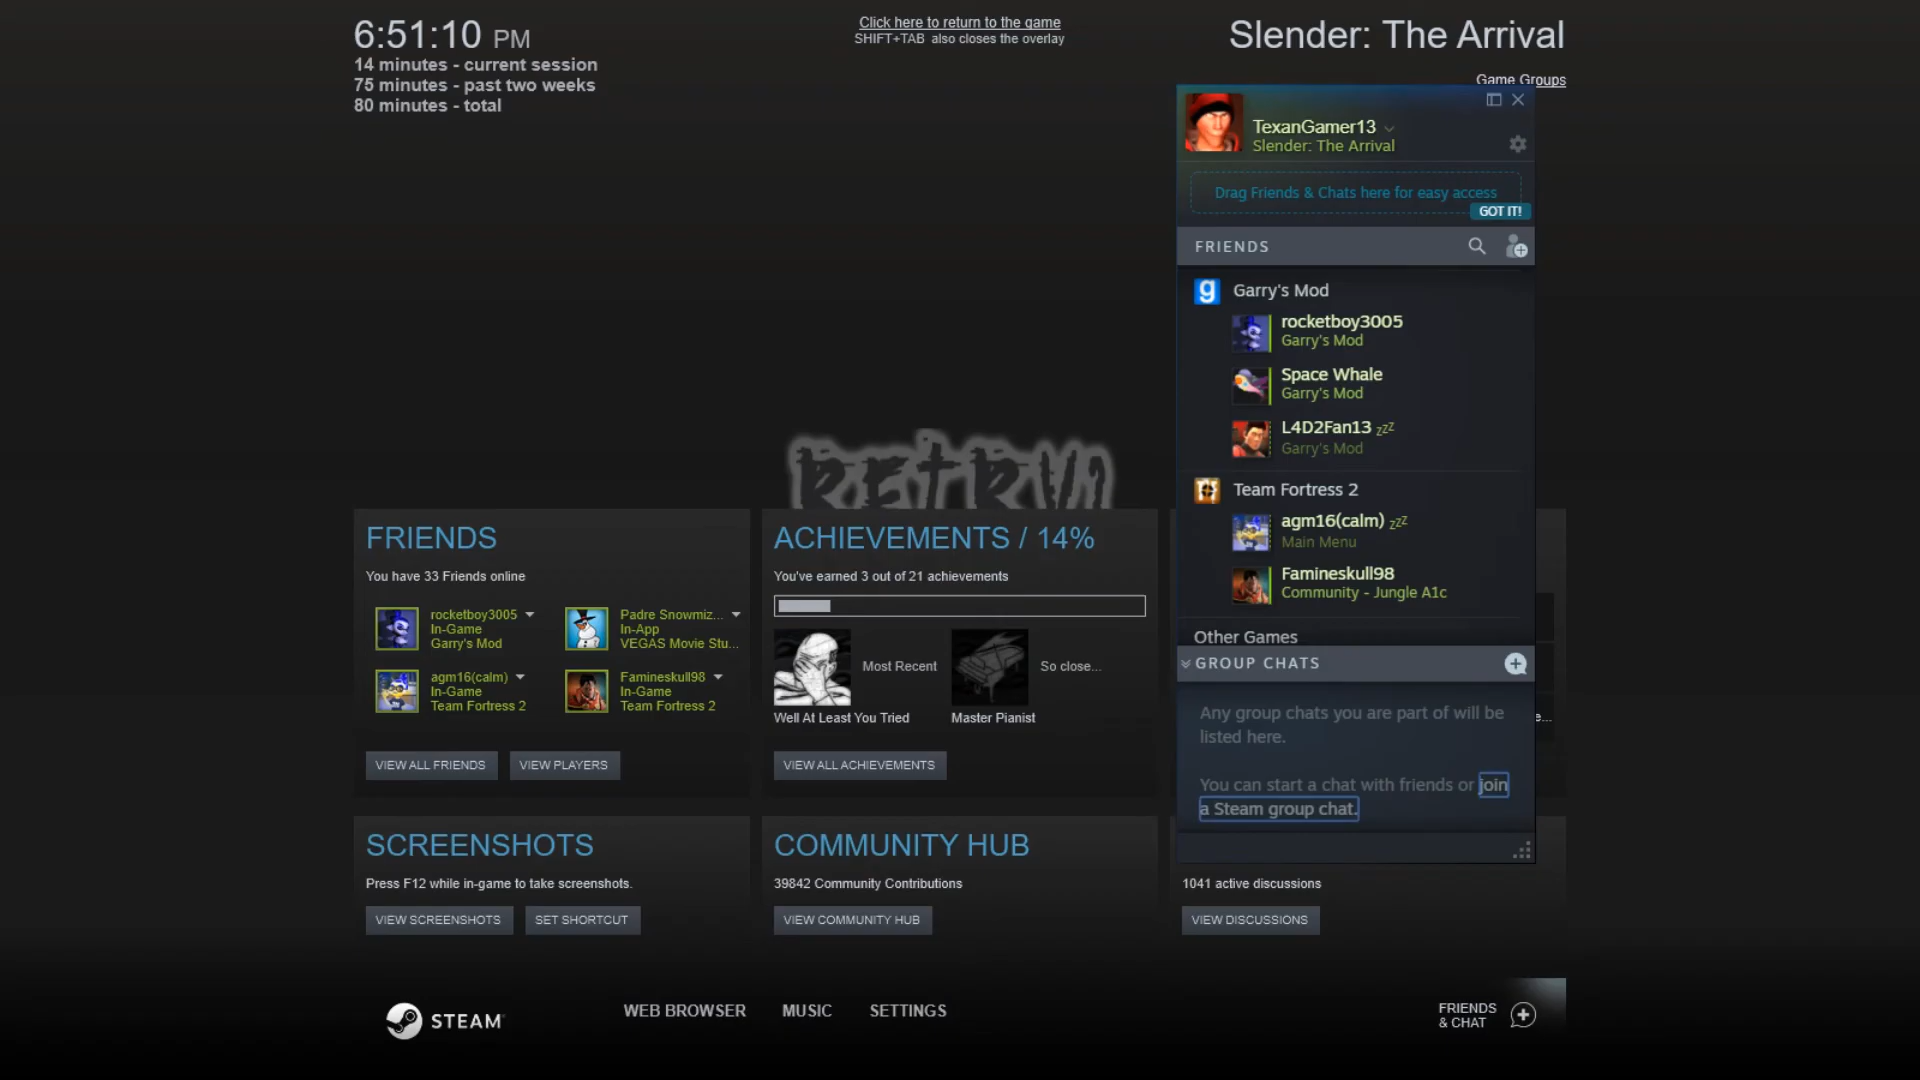 6:51:10 PM
14 minutes - current session
75 minutes - past two weeks
80 minutes - total
Click here to return to the game
SHIFT+TAB also closes the overlay
Slender: The Arrival
Game Groups
TexanGamer13
Slender: The Arrival
Drag Friends & Chats here for easy access
GOT IT!
FRIENDS
g Garry's Mod
rocketboy3005
Garry's Mod
Space Whale
Garry's Mod
L4D2Fan13 zzz
Garry's Mod
Team Fortress 2
agm16(calm) zzz
Main Menu
Famineskull98
Community - Jungle A1c
Other Games
GROUP CHATS
Any group chats you are part of will be
listed here.
You can start a chat with friends or join
a Steam group chat.
RETRY?
FRIENDS
You have 33 Friends online
rocketboy3005
In-Game
Garry's Mod
Padre Snowmiz...
In-App
VEGAS Movie Stu...
agm16(calm)
In-Game
Team Fortress 2
Famineskull98
In-Game
Team Fortress 2
VIEW ALL FRIENDS
VIEW PLAYERS
ACHIEVEMENTS / 14%
You've earned 3 out of 21 achievements
Most Recent
So close...
Well At Least You Tried
Master Pianist
VIEW ALL ACHIEVEMENTS
e...
SCREENSHOTS
Press F12 while in-game to take screenshots.
VIEW SCREENSHOTS
SET SHORTCUT
COMMUNITY HUB
39842 Community Contributions
VIEW COMMUNITY HUB
1041 active discussions
VIEW DISCUSSIONS
STEAM
WEB BROWSER
MUSIC
SETTINGS
FRIENDS
& CHAT